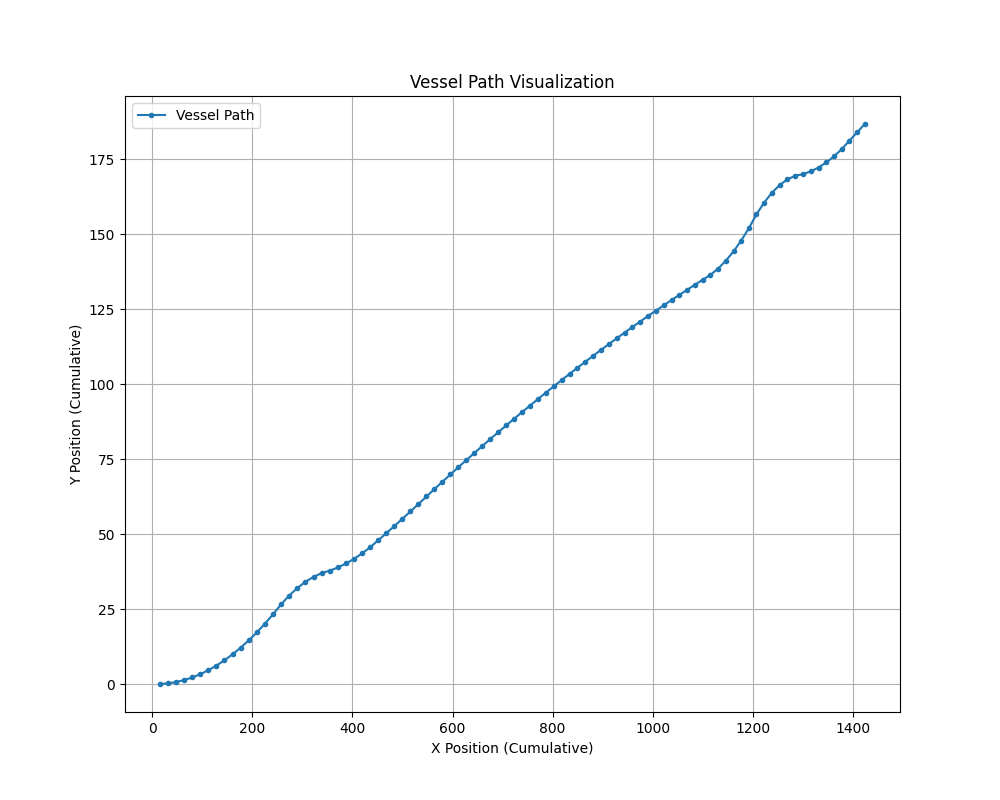 Vessel Path Visualization
Vessel Path
175
150
125
100
75
50
25
0
Y Position (Cumulative)
0 200 400 600 800 1000 1200 1400
X Position (Cumulative)